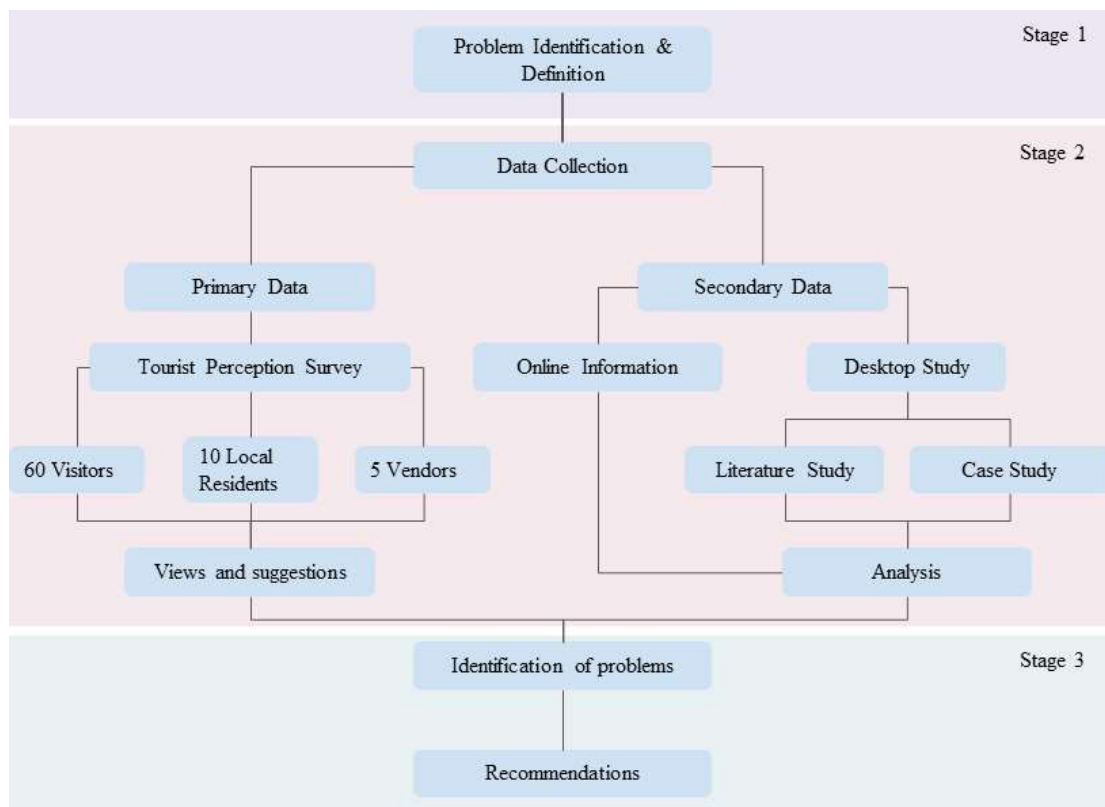 Stage 1
Problem Identification &
Definition
Stage 2
Data Collection
Primary Data
Secondary Data
Tourist Perception Survey
Online Information
Desktop Study
60 Visitors
10 Local
Residents
5 Vendors
Literature Study
Case Study
Views and suggestions
Analysis
Stage 3
Identification of problems
Recommendations